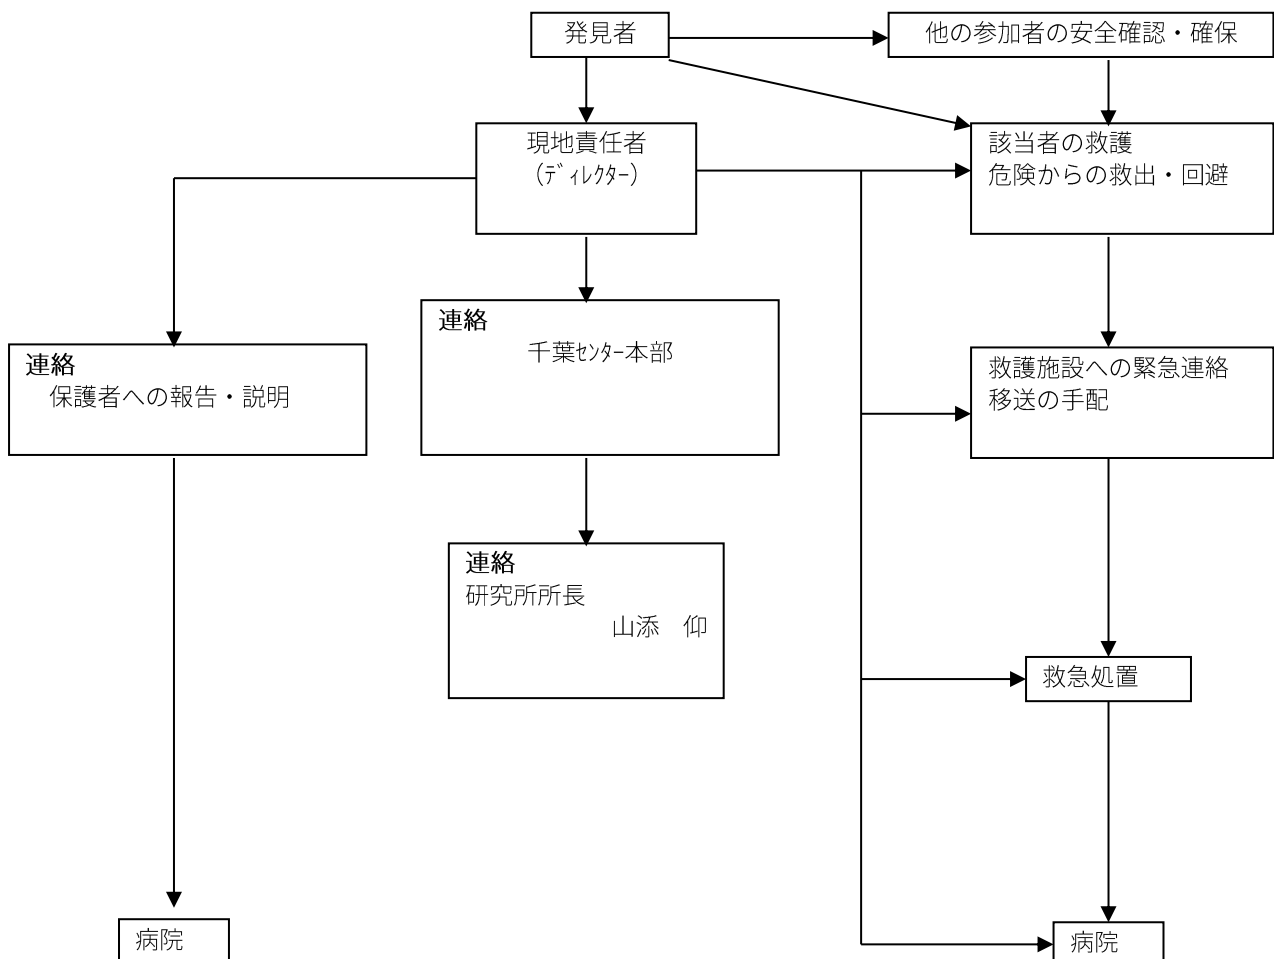 発見者
他の参加者の安全確認・確保
現地責任者
(ディレクター)
該当者の救護
危険からの救出・回避
連絡
千葉センター本部
連絡
保護者への報告・説明
救護施設への緊急連絡
移送の手配
連絡
研究所所長
山添　仰
救急処置
病院
病院